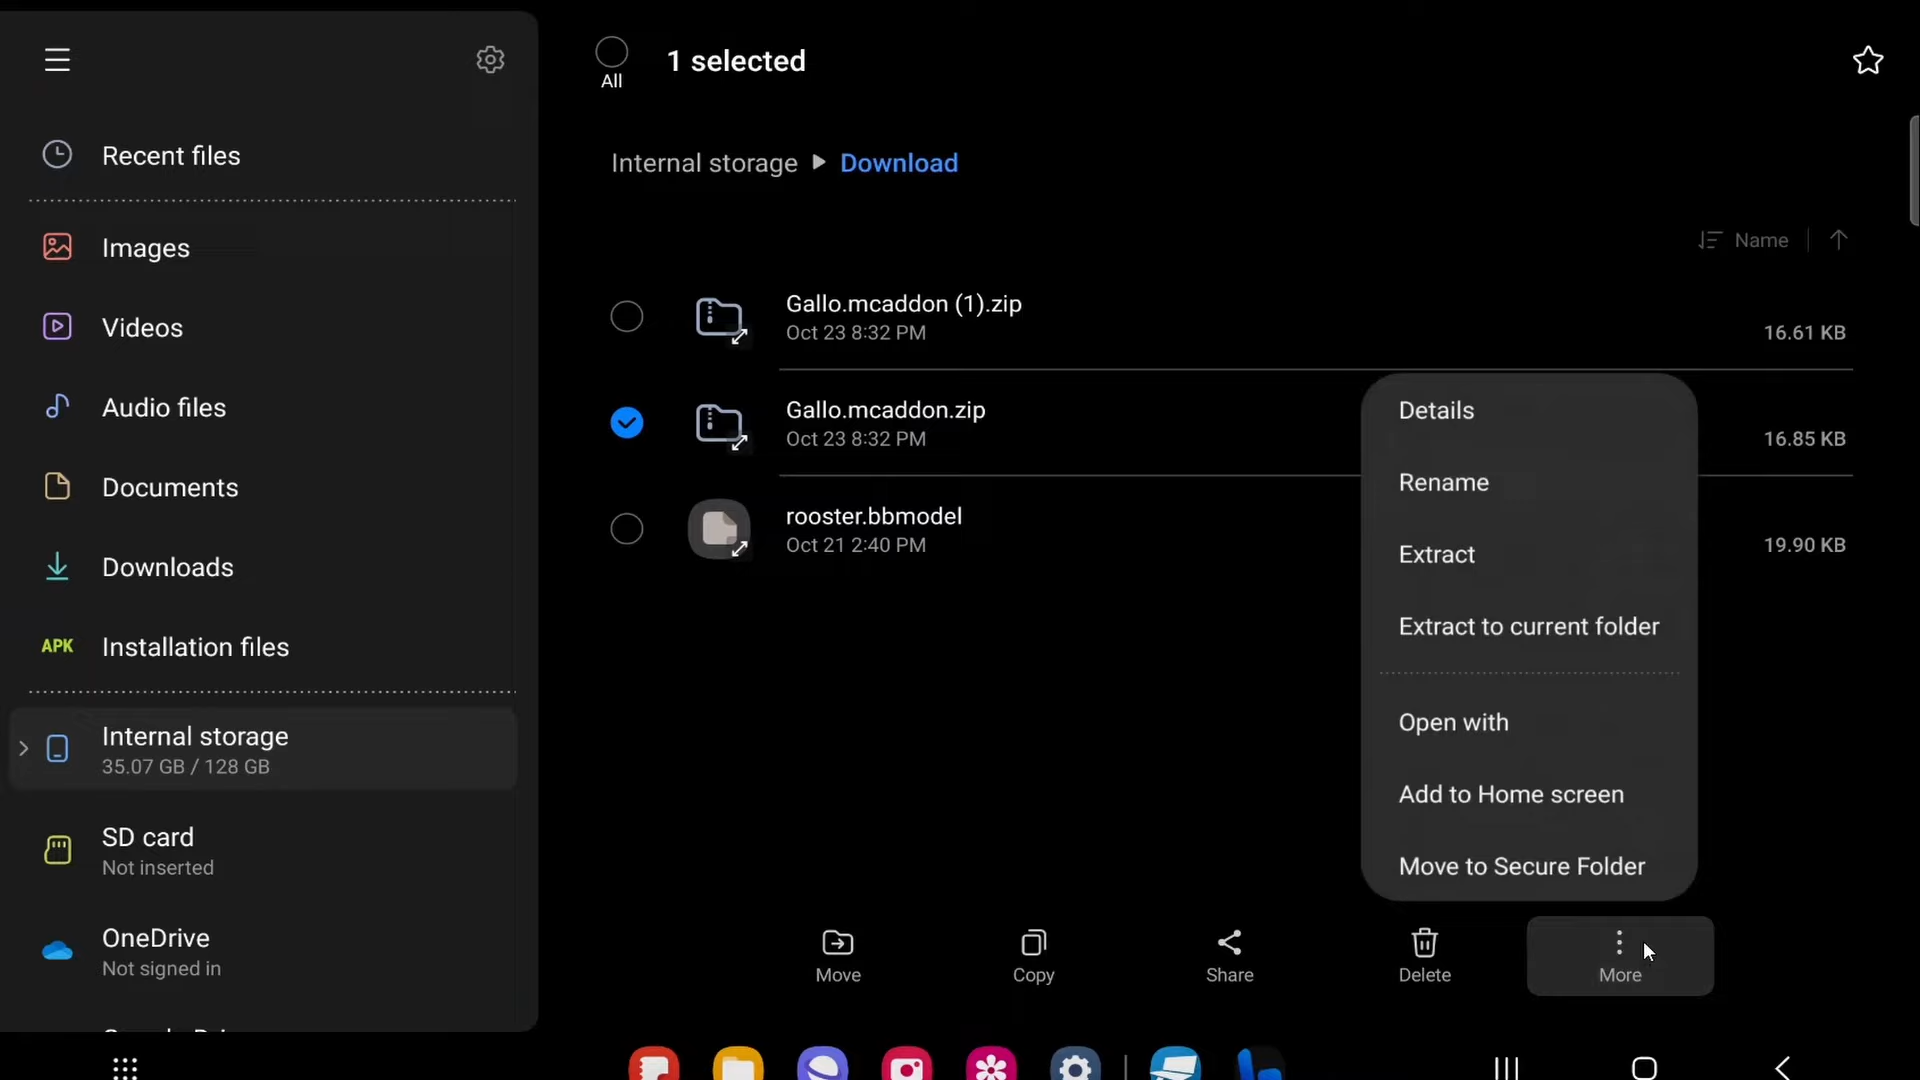 All
1 selected
Recent files
Images
Videos
Audio files
Documents
Downloads
APK
Installation files
Internal storage
35.07 GB / 128 GB
SD card
Not inserted
OneDrive
Not signed in
Internal storage
Download
Name
Gallo.mcaddon (1).zip
Oct 23 8:32 PM
16.61 KB
Gallo.mcaddon.zip
Oct 23 8:32 PM
16.85 KB
rooster.bbmodel
Oct 21 2:40 PM
19.90 KB
Details
Rename
Extract
Extract to current folder
Open with
Add to Home screen
Move to Secure Folder
Move
Copy
Share
Delete
More